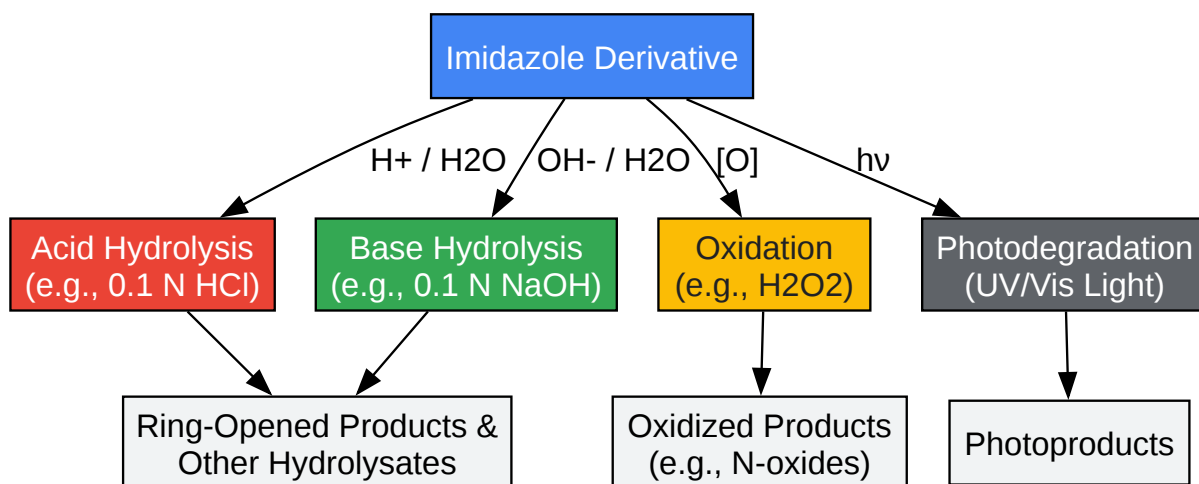 Imidazole Derivative
H+ / H2O
OH- / H2O
[O]
hν
Acid Hydrolysis
(e.g., 0.1 N HCl)
Base Hydrolysis
(e.g., 0.1 N NaOH)
Oxidation
(e.g., H2O2)
Photodegradation
(UV/Vis Light)
Ring-Opened Products &
Other Hydrolysates
Oxidized Products
(e.g., N-oxides)
Photoproducts